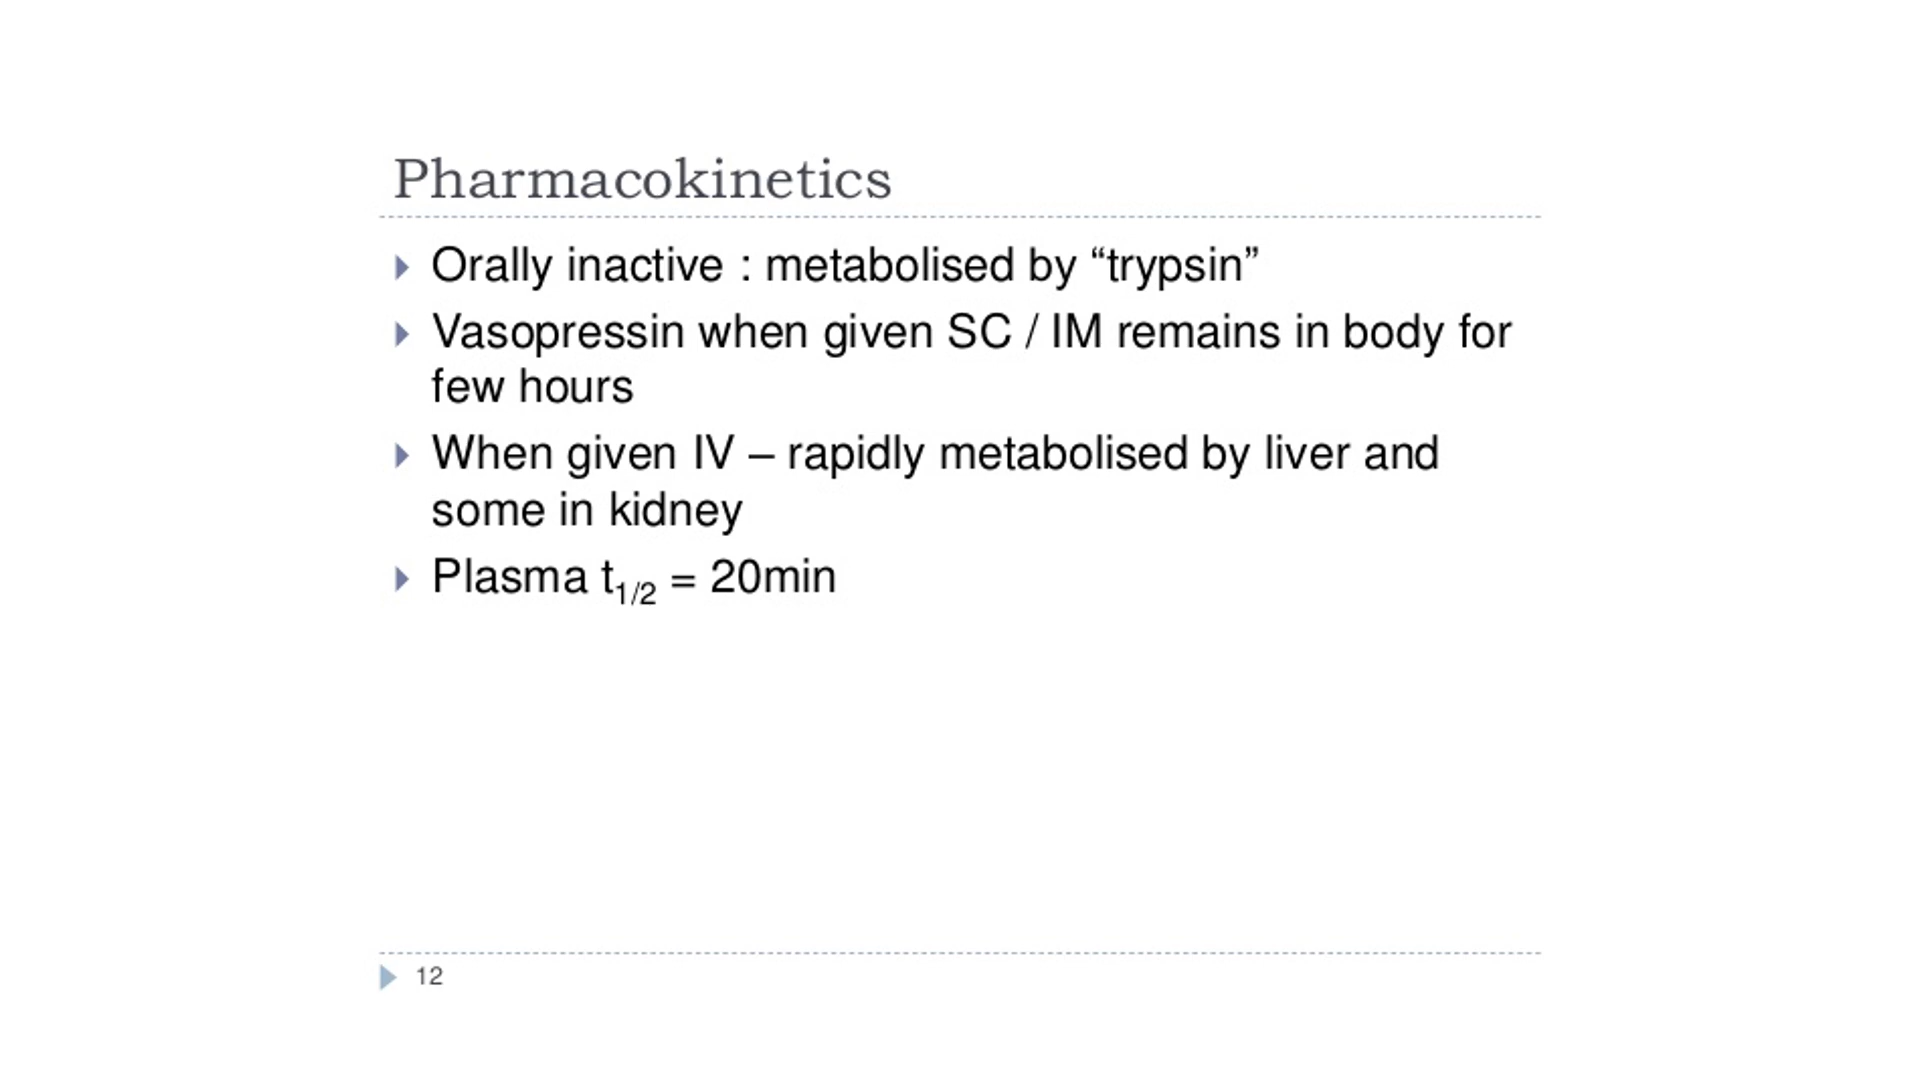 Pharmacokinetics
Orally inactive : metabolised by “trypsin”
Vasopressin when given SC / IM remains in body for
few hours
When given IV – rapidly metabolised by liver and
some in kidney
Plasma t1/2 = 20min
12